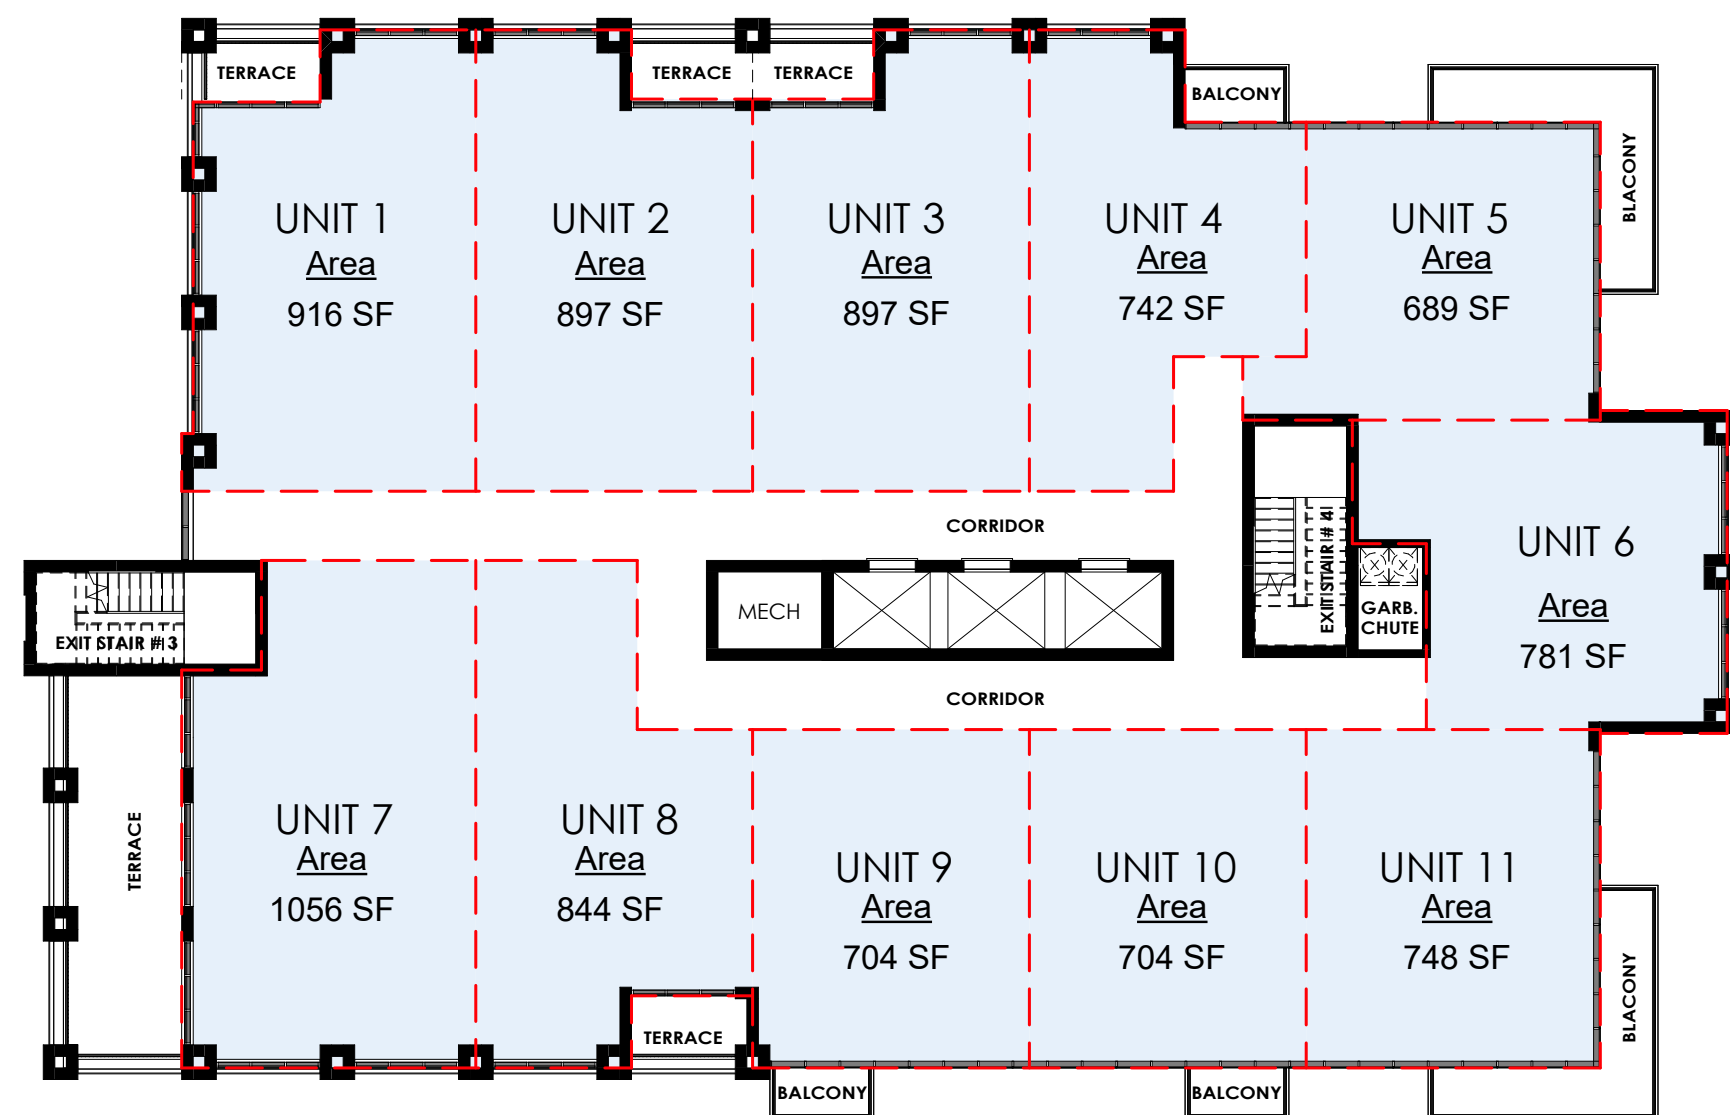 TERRACE
TERRACE
TERRACE
BALCONY
BLACONY
UNIT 1
Area
916 SF
UNIT 2
Area
897 SF
UNIT 3
Area
897 SF
UNIT 4
Area
742 SF
UNIT 5
Area
689 SF
CORRIDOR
EXIT STAIR # 4
UNIT 6
Area
781 SF
MECH
GARB.
CHUTE
EXIT STAIR # 3
CORRIDOR
TERRACE
UNIT 7
Area
1056 SF
UNIT 8
Area
844 SF
UNIT 9
Area
704 SF
UNIT 10
Area
704 SF
UNIT 11
Area
748 SF
BLACONY
TERRACE
BALCONY
BALCONY